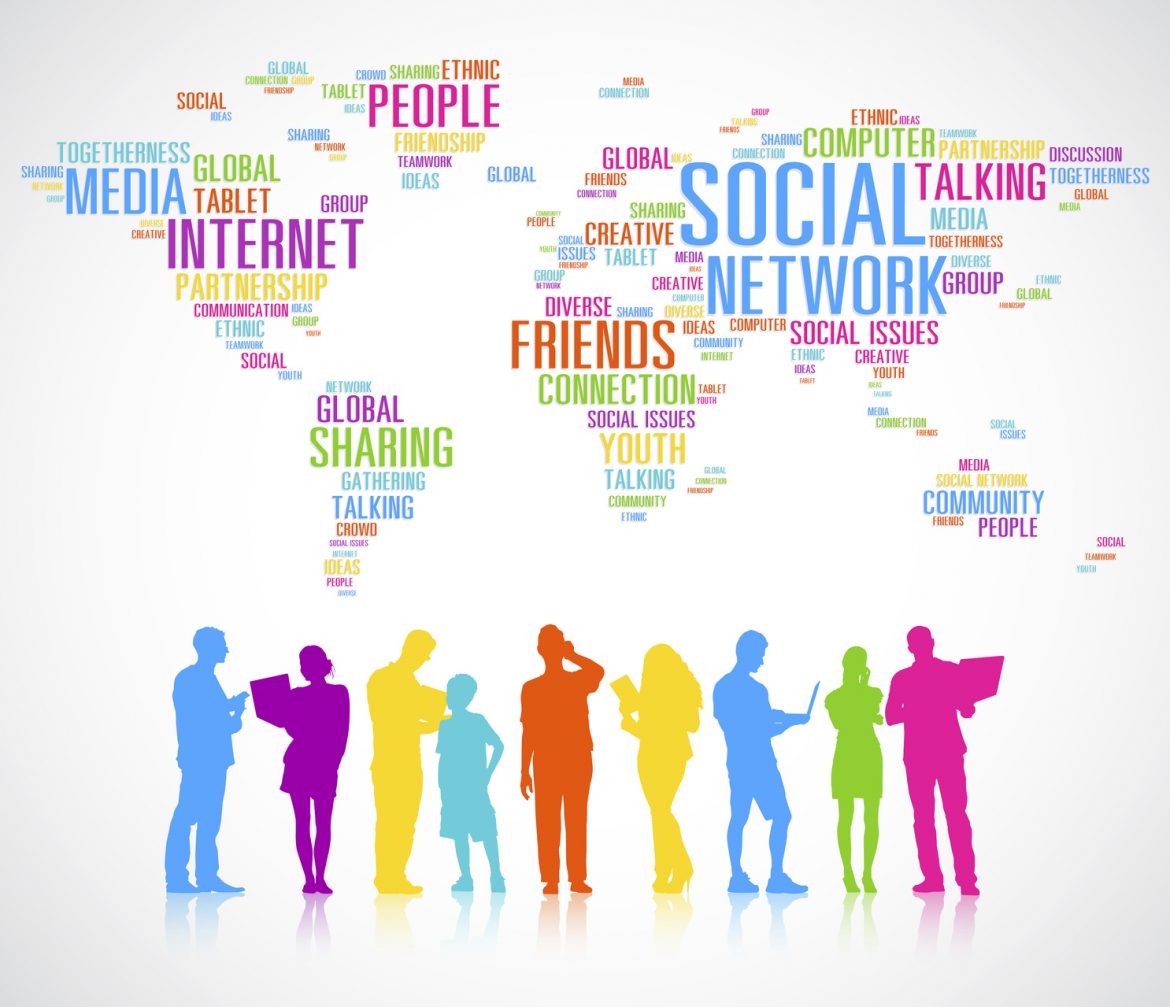 GLOBAL
CONNECTION GROUP
FRIENDSHIP
SOCIAL
IDEAS
CROWD SHARING ETHNIC
TABLET PEOPLE
IDEAS
FRIENDSHIP
TEAMWORK
IDEAS
SHARING
NETWORK
GROUP
GLOBAL
TOGETHERNESS
GLOBAL
SHARING
NETWORK
GROUP
MEDIA TABLET
GROUP
DIVERSE
CREATIVE
INTERNET
PARTNERSHIP
COMMUNICATION IDEAS
ETHNIC GROUP
YOUTH
TEAMWORK
SOCIAL
YOUTH
NETWORK
GLOBAL
SHARING
GATHERING
TALKING
CROWD
SOCIAL ISSUES
INTERNET
IDEAS
PEOPLE
DIVERSE
MEDIA
CONNECTION
GROUP
TALKING
FRIENDS
SHARING
CONNECTION
ETHNIC IDEAS
COMPUTER TEAMWORK
PARTNERSHIP DISCUSSION
GLOBAL IDEAS
FRIENDS
CONNECTION
SOCIAL TALKING TOGETHERNESS
GLOBAL
MEDIA
COMMUNITY
PEOPLE
SHARING
CREATIVE
MEDIA
TOGETHERNESS
SOCIAL
YOUTH ISSUES
FRIENDSHIP
TABLET MEDIA
IDEAS
GROUP
NETWORK
CREATIVE
COMPUTER
NETWORK GROUP
DIVERSE
ETHNIC
GLOBAL
FRIENDSHIP
DIVERSE SHARING DIVERSE
FRIENDS IDEAS COMPUTER SOCIAL ISSUES
COMMUNITY
INTERNET
ETHNIC
IDEAS
TABLET
CREATIVE
YOUTH
IDEAS
TALKING
CONNECTION TABLET
YOUTH
SOCIAL ISSUES
YOUTH
TALKING
COMMUNITY
ETHNIC
GLOBAL
CONNECTION
FRIENDSHIP
MEDIA
CONNECTION
FRIENDS
SOCIAL
ISSUES
MEDIA
SOCIAL NETWORK
COMMUNITY
FRIENDS PEOPLE
SOCIAL
TEAMWORK
YOUTH